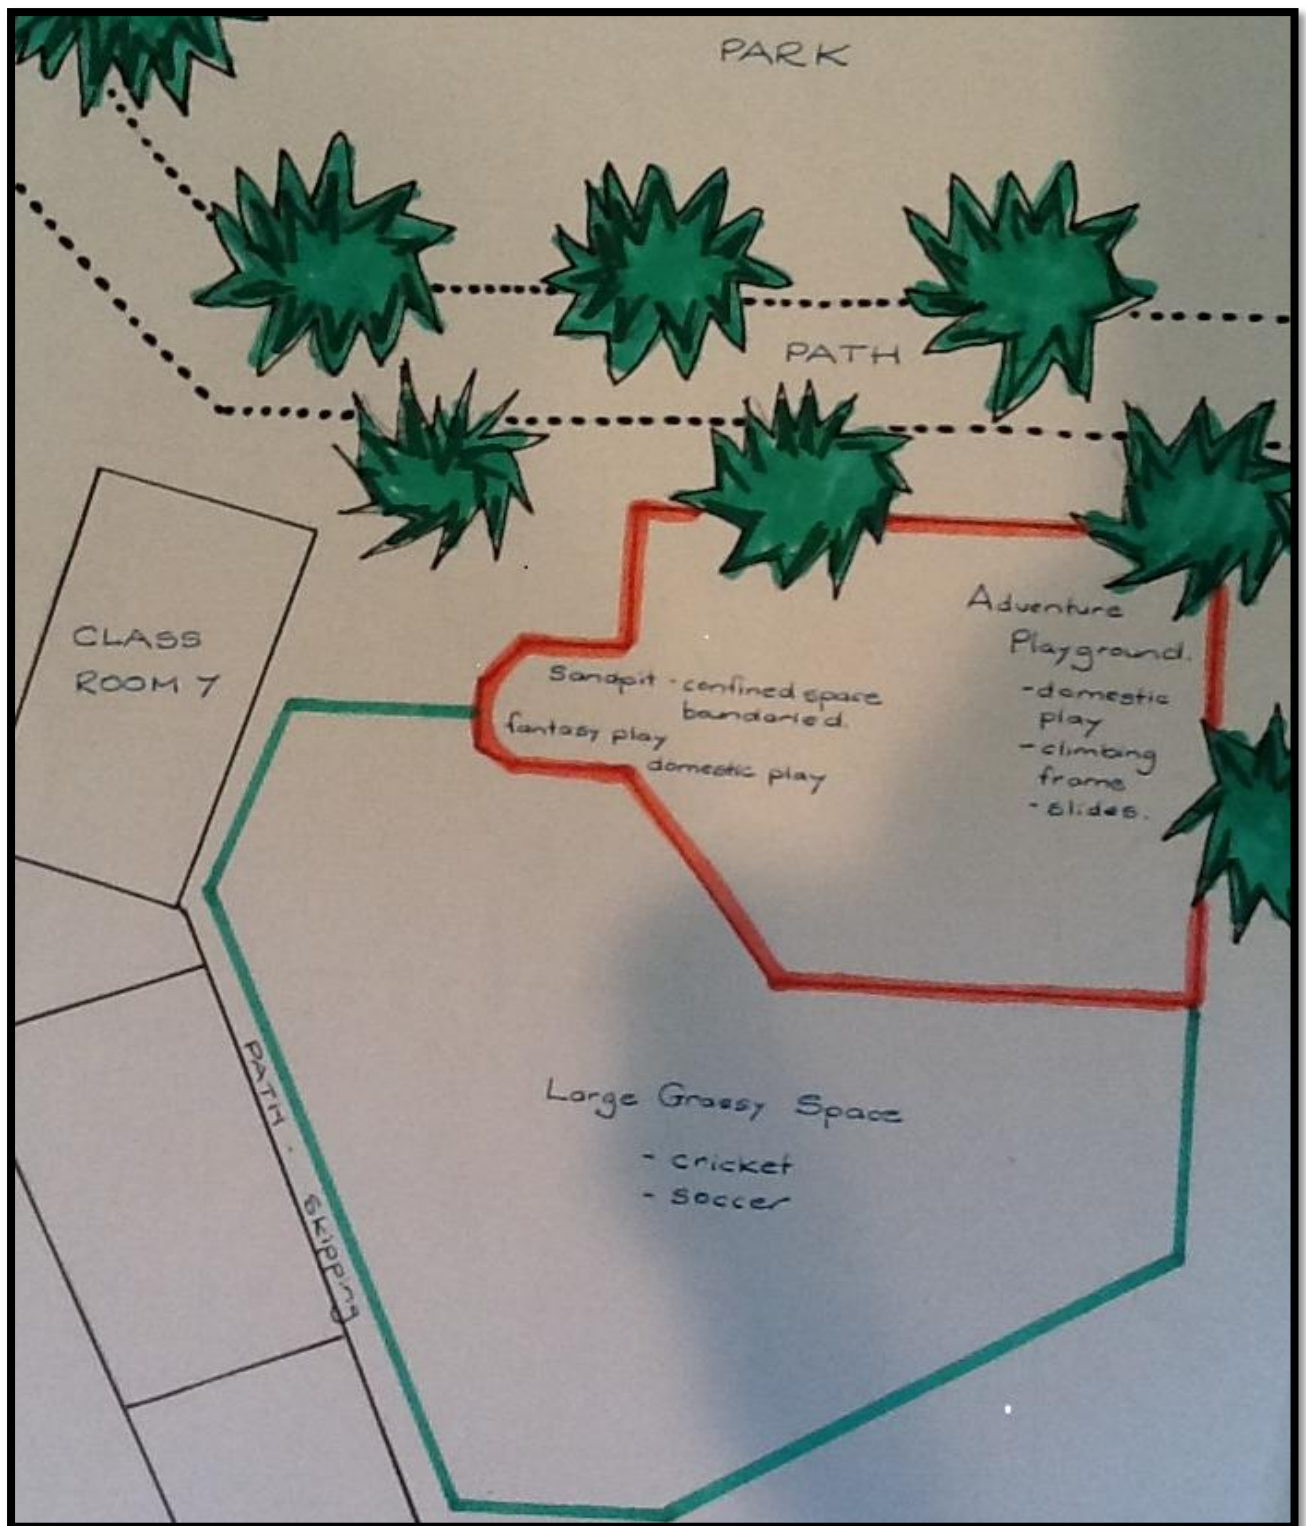 PARK
PATH
CLASS
ROOM 7
Adventure
Playground.
- domestic
play
- climbing
frame
- slides.
Sandpit - confined space
boundaried.
fantasy play
domestic play
PATH - Skipping
Large Grassy Space
- cricket
- soccer